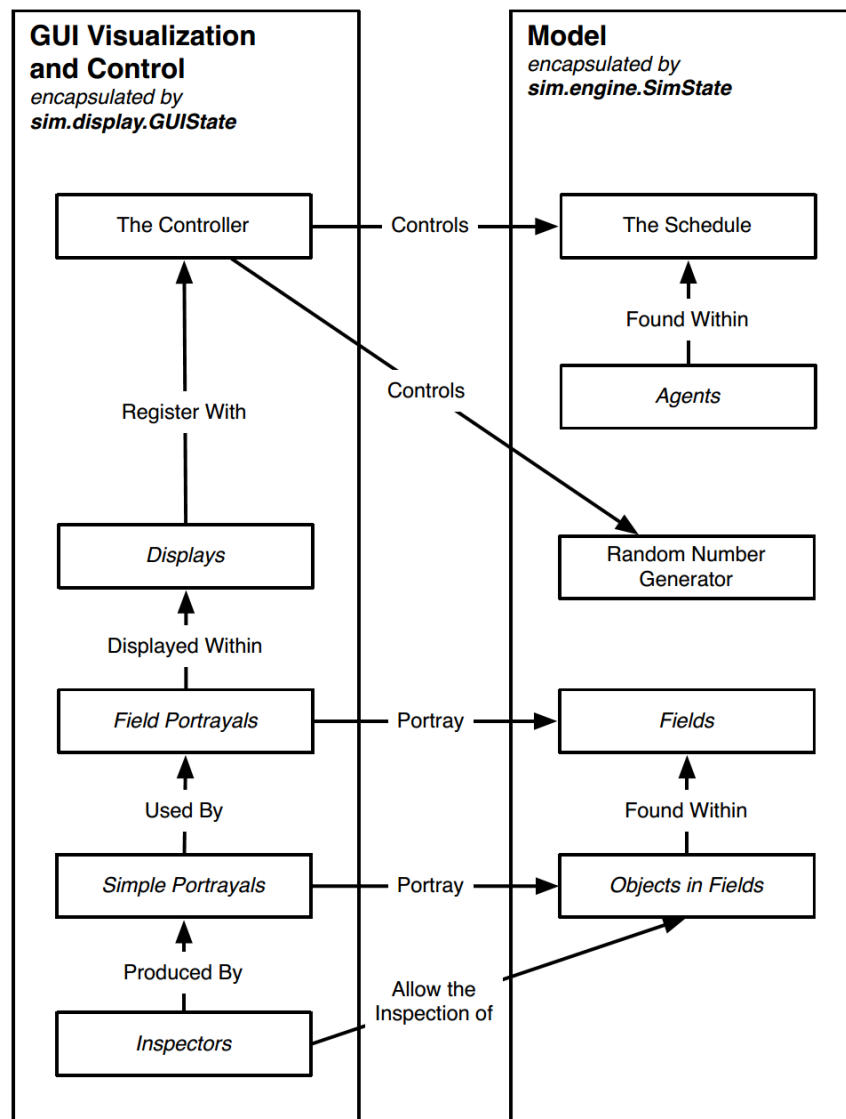 GUI Visualization
and Control
encapsulated by
sim.display.GUIState
Model
encapsulated by
sim.engine.SimState
The Controller
Controls
The Schedule
Found Within
Agents
Controls
Register With
Displays
Random Number
Generator
Displayed Within
Field Portrayals
Portray
Fields
Used By
Found Within
Simple Portrayals
Portray
Objects in Fields
Produced By
Allow the
Inspection of
Inspectors